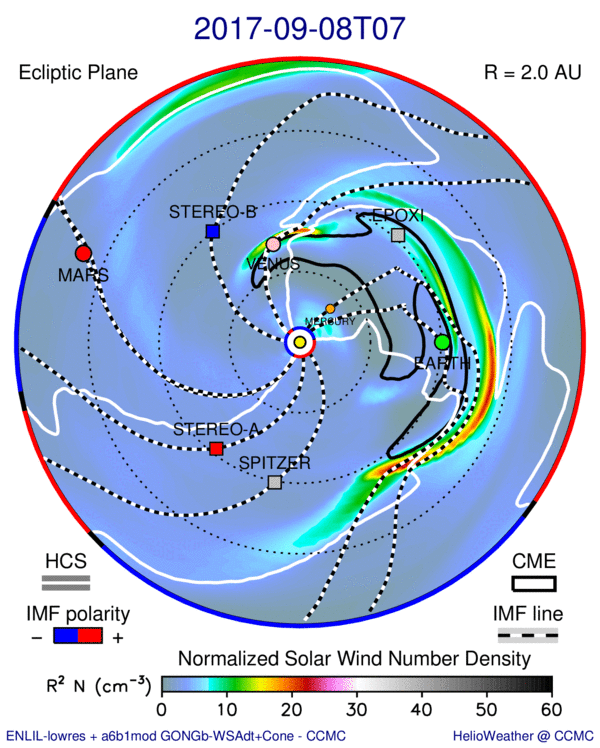 2017-09-08T07
Ecliptic Plane
R = 2.0 AU
STEREO-B
EPOXI
VENUS
MARS
MERCURY
EARTH
STEREO-A
SPITZER
HCS
CME
IMF polarity
IMF line
− +
Normalized Solar Wind Number Density
R² N (cm⁻³)
0 10 20 30 40 50 60
ENLIL-lowres + a6b1mod GONGb-WSAdt+Cone - CCMC
HelioWeather @ CCMC